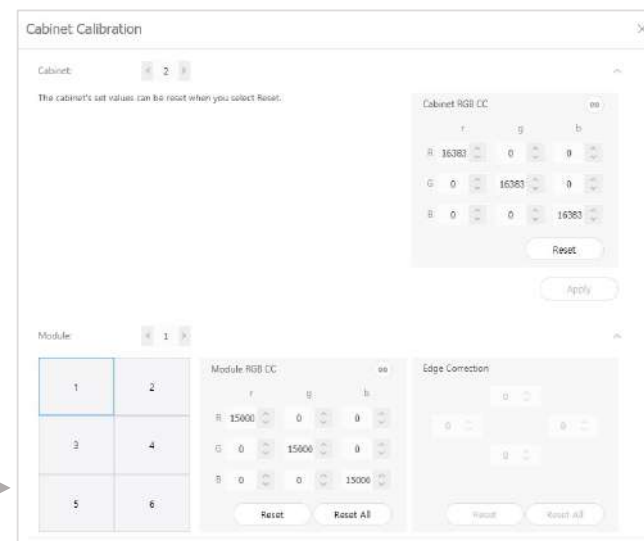 Cabinet Calibration
Cabinet: < 2 >
The cabinet's set values can be reset when you select Reset.
Cabinet RGB CC
r g b
R 16383 0 0
G 0 16383 0
B 0 0 16383
Reset
Apply
Module: < 1 >
1 2
3 4
5 6
Module RGB CC
r g b
R 15000 0 0
G 0 15000 0
B 0 0 15000
Reset Reset All
Edge Correction
0
0 0
0
Reset Reset All